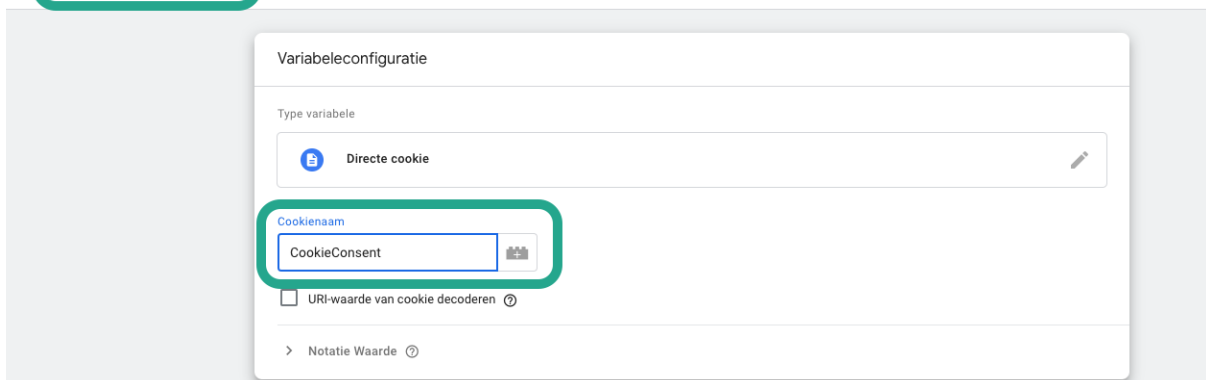 Variabeleconfiguratie
Type variabele
Directe cookie
Cookienaam
CookieConsent
URI-waarde van cookie decoderen
Notatie Waarde